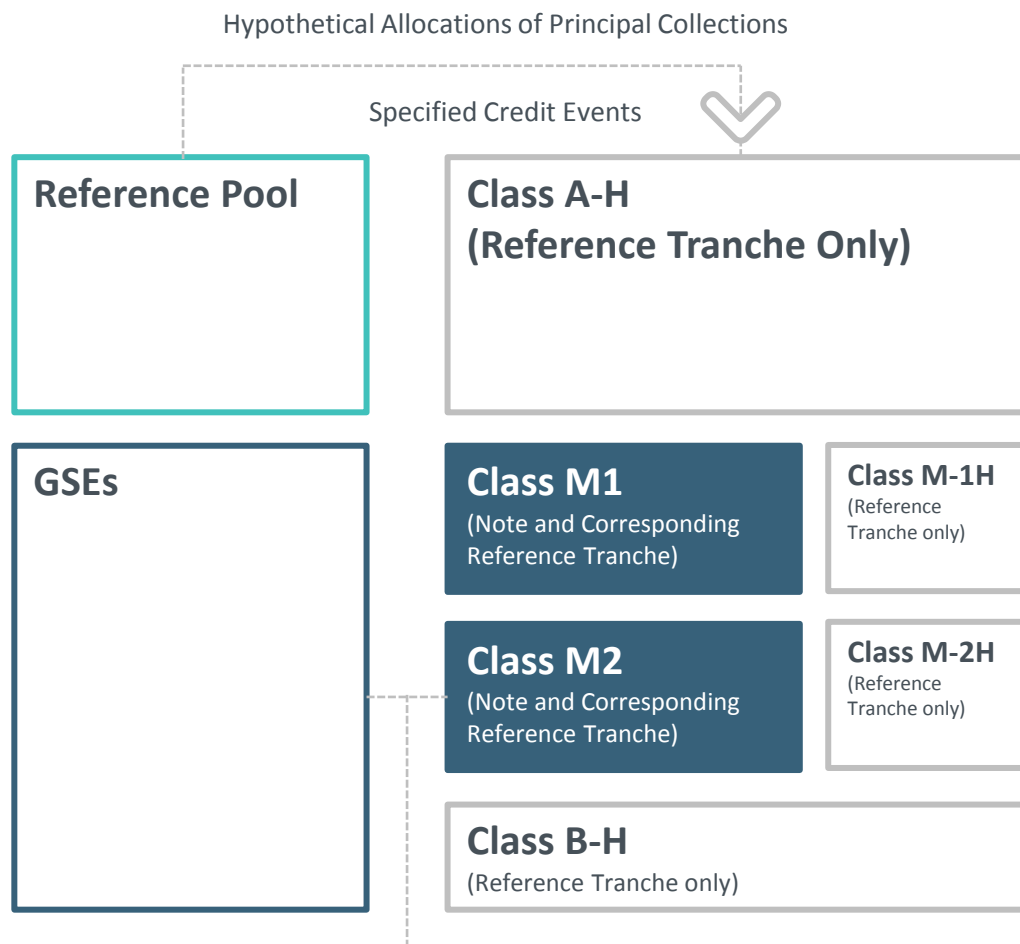 Hypothetical Allocations of Principal Collections
Specified Credit Events
Reference Pool
Class A-H
(Reference Tranche Only)
GSEs
Class M1
(Note and Corresponding
Reference Tranche)
Class M-1H
(Reference
Tranche only)
Class M2
(Note and Corresponding
Reference Tranche)
Class M-2H
(Reference
Tranche only)
Class B-H
(Reference Tranche only)